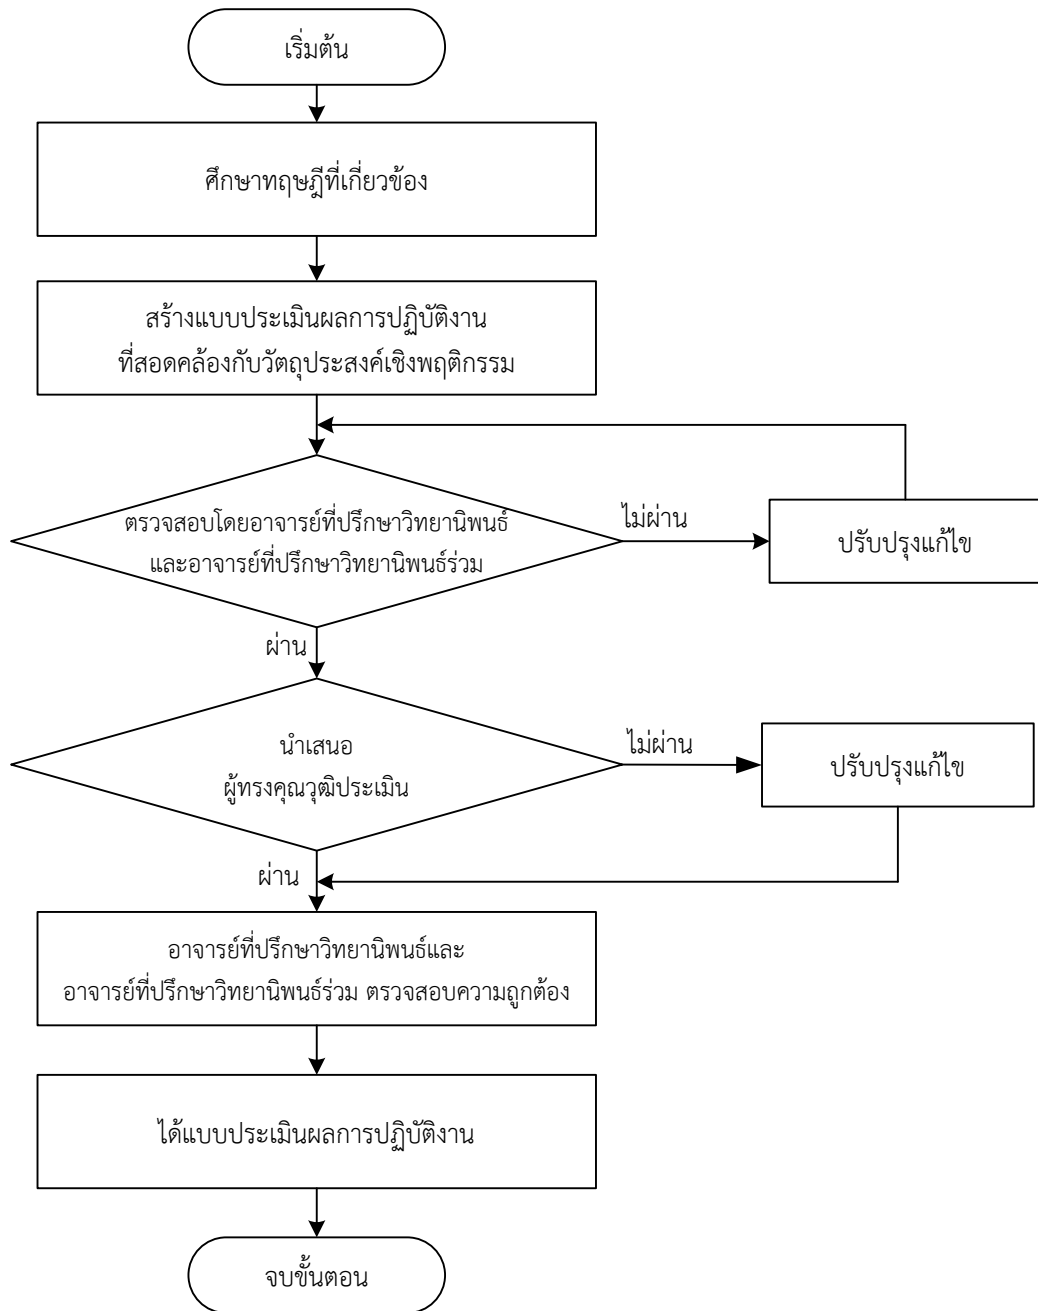 เริ่มต้น
ศึกษาทฤษฎีที่เกี่ยวข้อง
สร้างแบบประเมินผลการปฏิบัติงาน
ที่สอดคล้องกับวัตถุประสงค์เชิงพฤติกรรม
ตรวจสอบโดยอาจารย์ที่ปรึกษาวิทยานิพนธ์
และอาจารย์ที่ปรึกษาวิทยานิพนธ์ร่วม
ไม่ผ่าน
ปรับปรุงแก้ไข
ผ่าน
นำเสนอ
ผู้ทรงคุณวุฒิประเมิน
ไม่ผ่าน
ปรับปรุงแก้ไข
ผ่าน
อาจารย์ที่ปรึกษาวิทยานิพนธ์และ
อาจารย์ที่ปรึกษาวิทยานิพนธ์ร่วม ตรวจสอบความถูกต้อง
ได้แบบประเมินผลการปฏิบัติงาน
จบขั้นตอน